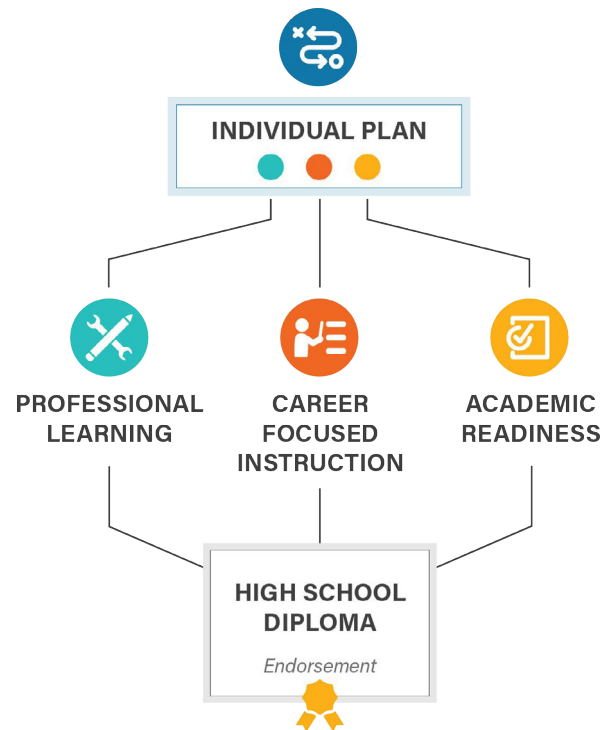 INDIVIDUAL PLAN
PROFESSIONAL
LEARNING
CAREER
FOCUSED
INSTRUCTION
ACADEMIC
READINESS
HIGH SCHOOL
DIPLOMA
Endorsement